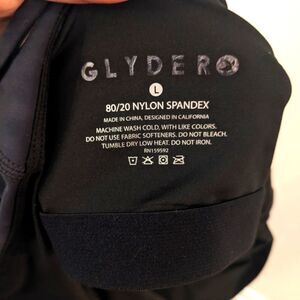 GLYDER
L
80/20 NYLON SPANDEX
MADE IN CHINA, DESIGNED IN CALIFORNIA
MACHINE WASH COLD, WITH LIKE COLORS.
DO NOT USE FABRIC SOFTENERS. DO NOT BLEACH.
TUMBLE DRY LOW HEAT. DO NOT IRON.
RN159592